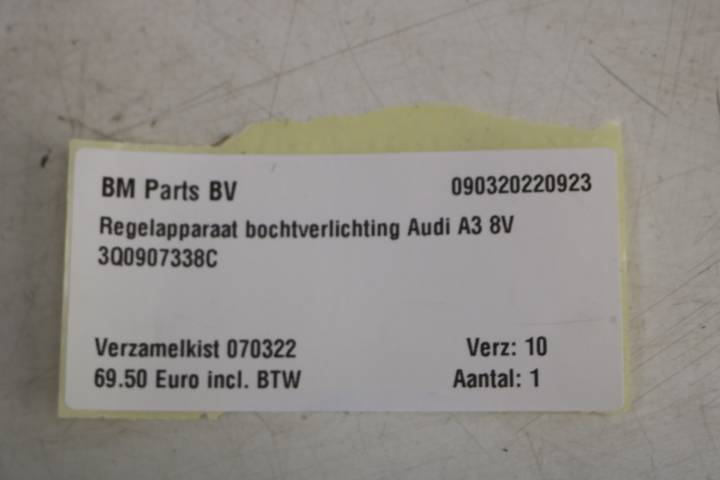 BM Parts BV 090320220923
Regelapparaat bochtverlichting Audi A3 8V
3Q0907338C
Verzamelkist 070322 Verz: 10
69.50 Euro incl. BTW Aantal: 1